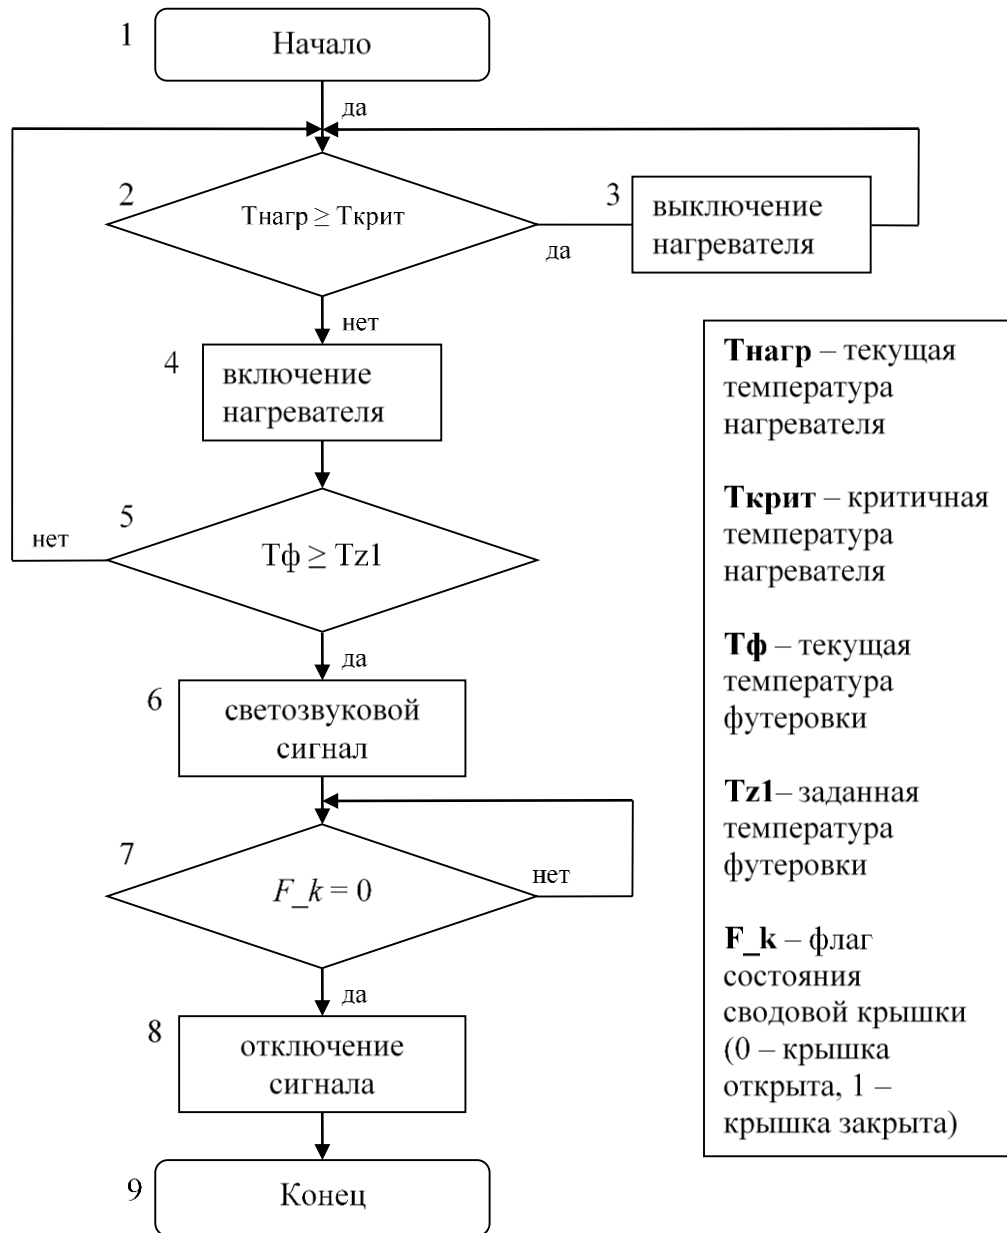 1
Начало
да
2
Тнагр ≥ Ткрит
да
3
выключение
нагревателя
нет
4
включение
нагревателя
5
нет
Тф ≥ Tz1
да
6
светозвуковой
сигнал
7
F_k = 0
нет
да
8
отключение
сигнала
9
Конец
Тнагр – текущая
температура
нагревателя
Ткрит – критичная
температура
нагревателя
Тф – текущая
температура
футеровки
Tz1– заданная
температура
футеровки
F_k – флаг
состояния
сводовой крышки
(0 – крышка
открыта, 1 –
крышка закрыта)